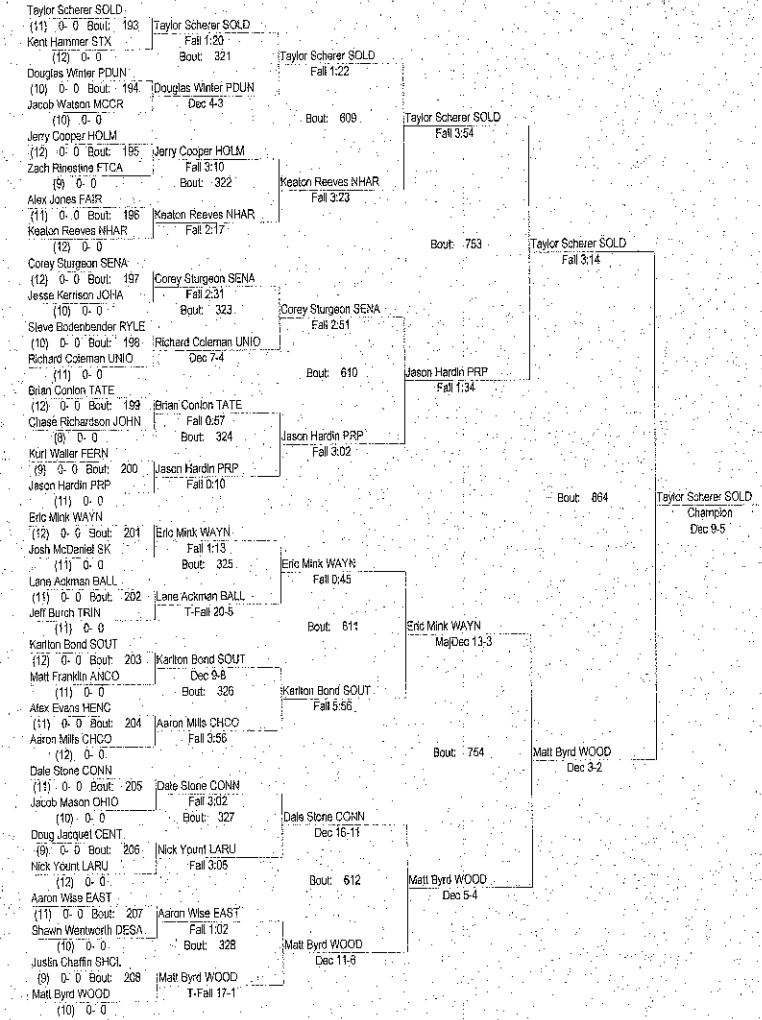 Taylor Scherer SOLD
(11) 0- 0 Bout: 193 Taylor Scherer SOLD
Kent Hammer STX Fall 1:20
(12) 0- 0 Bout: 321 Taylor Scherer SOLD
Douglas Winter PDUN Fall 1:22
(10) 0- 0 Bout: 194 Douglas Winter PDUN
Jacob Watson MCCR Dec 4-3
(10) 0- 0 Bout: 609 Taylor Scherer SOLD
Jerry Cooper HOLM Fall 3:54
(12) 0- 0 Bout: 195 Jerry Cooper HOLM
Zach Rinestine FTCA Fall 3:10
(9) 0- 0 Bout: 322 Keaton Reeves NHAR
Alex Jones FAIR Fall 3:23
(11) 0- 0 Bout: 196 Keaton Reeves NHAR
Keaton Reeves NHAR Fall 2:17
(12) 0- 0 Bout: 753 Taylor Scherer SOLD
Corey Sturgeon SENA Fall 3:14
(12) 0- 0 Bout: 197 Corey Sturgeon SENA
Jesse Kerrison JOHA Fall 2:31
(10) 0- 0 Bout: 323 Corey Sturgeon SENA
Steve Bodenbender RYLE Fall 2:51
(10) 0- 0 Bout: 198 Richard Coleman UNIO
Richard Coleman UNIO Dec 7-4
(11) 0- 0 Bout: 610 Jason Hardin PRP
Brian Conlon TATE Fall 1:34
(12) 0- 0 Bout: 199 Brian Conlon TATE
Chase Richardson JOHN Fall 0:57
(8) 0- 0 Bout: 324 Jason Hardin PRP
Kurt Waller FERN Fall 3:02
(9) 0- 0 Bout: 200 Jason Hardin PRP
Jason Hardin PRP Fall 0:10
(11) 0- 0 Bout: 864 Taylor Scherer SOLD
Eric Mink WAYN Champion
(12) 0- 0 Bout: 201 Eric Mink WAYN Dec 9-5
Josh McDaniel SK Fall 1:13
(11) 0- 0 Bout: 325 Eric Mink WAYN
Lane Ackman BALL Fall 0:45
(11) 0- 0 Bout: 202 Lane Ackman BALL
Jeff Burch TRIN T-Fall 20-5
(11) 0- 0 Bout: 611 Eric Mink WAYN
Karlton Bond SOUT MajDec 13-3
(12) 0- 0 Bout: 203 Karlton Bond SOUT
Matt Franklin ANCO Dec 9-8
(11) 0- 0 Bout: 326 Karlton Bond SOUT
Alex Evans HENC Fall 5:56
(11) 0- 0 Bout: 204 Aaron Mills CHCO
Aaron Mills CHCO Fall 3:56
(12) 0- 0 Bout: 754 Matt Byrd WOOD
Dale Stone CONN Dec 3-2
(11) 0- 0 Bout: 205 Dale Stone CONN
Jacob Mason OHIO Fall 3:02
(10) 0- 0 Bout: 327 Dale Stone CONN
Doug Jacquet CENT Dec 16-11
(9) 0- 0 Bout: 206 Nick Yount LARU
Nick Yount LARU Fall 3:05
(12) 0- 0 Bout: 612 Matt Byrd WOOD
Aaron Wise EAST Dec 5-4
(11) 0- 0 Bout: 207 Aaron Wise EAST
Shawn Wentworth DESA Fall 1:02
(10) 0- 0 Bout: 328 Matt Byrd WOOD
Justin Chaffin SHCL Dec 11-6
(9) 0- 0 Bout: 208 Matt Byrd WOOD
Matt Byrd WOOD T-Fall 17-1
(10) 0- 0